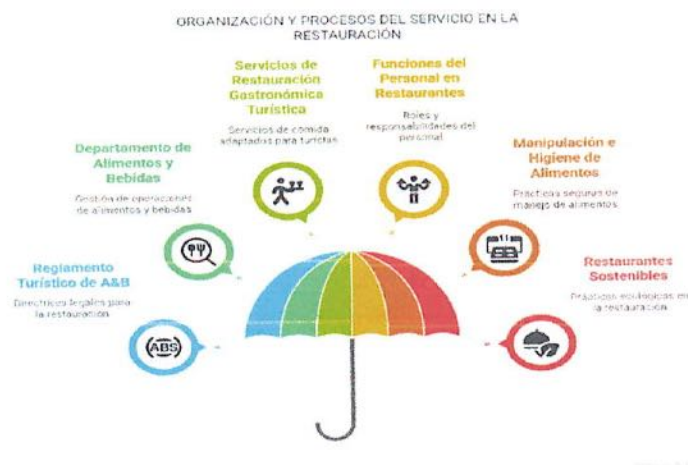 ORGANIZACIÓN Y PROCESOS DEL SERVICIO EN LA
RESTAURACIÓN
Servicios de
Restauración
Gastronómica
Turística
Servicios de comida
adaptados para turistas
Funciones del
Personal en
Restaurantes
Roles y
responsabilidades del
personal
Departamento de
Alimentos y
Bebidas
Gestión de operaciones
de alimentos y bebidas
Manipulación e
Higiene de
Alimentos
Prácticas seguras de
manejo de alimentos
Reglamento
Turístico de A&B
Directrices legales para
la restauración
(ABS)
Restaurantes
Sostenibles
Prácticas ecológicas en
la restauración